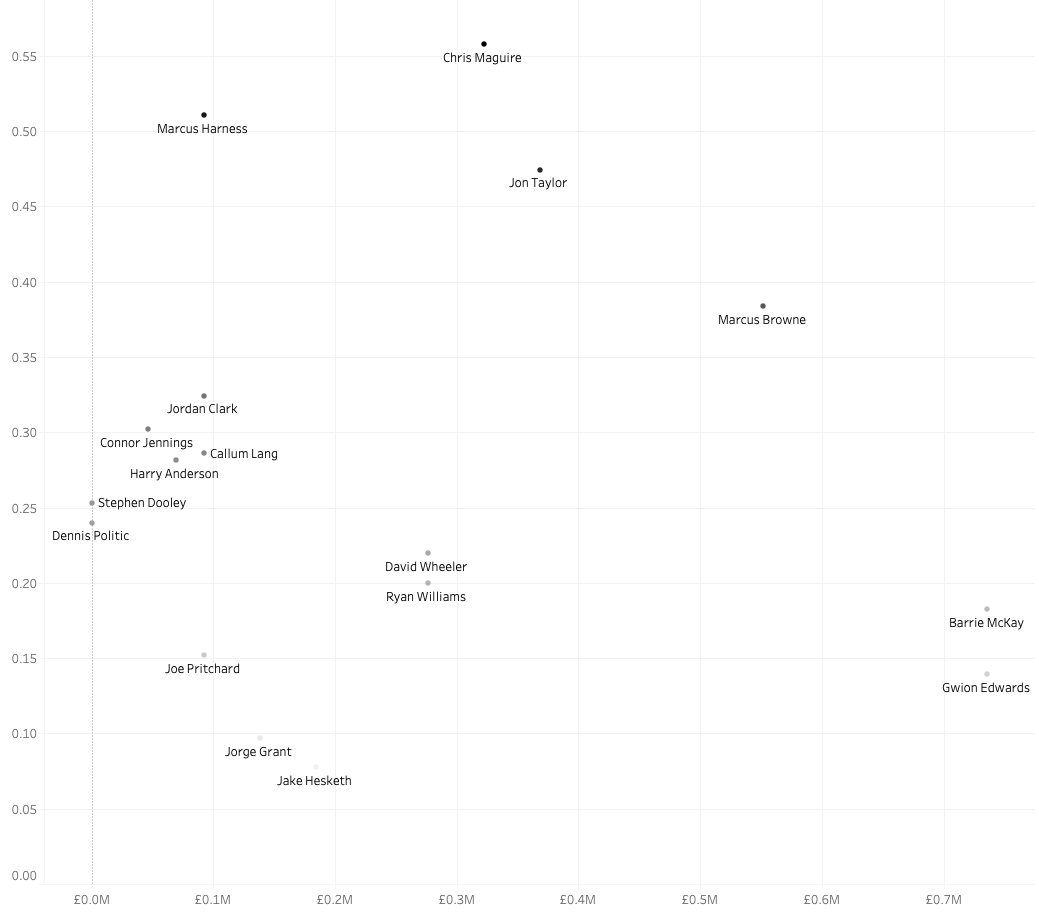 0.55
Chris Maguire
Marcus Harness
0.50
Jon Taylor
0.45
0.40
Marcus Browne
0.35
Jordan Clark
0.30
Connor Jennings
Callum Lang
Harry Anderson
Stephen Dooley
0.25
Dennis Politic
David Wheeler
0.20
Ryan Williams
Barrie McKay
0.15
Joe Pritchard
Gwion Edwards
0.10
Jorge Grant
Jake Hesketh
0.05
0.00
£0.0M £0.1M £0.2M £0.3M £0.4M £0.5M £0.6M £0.7M